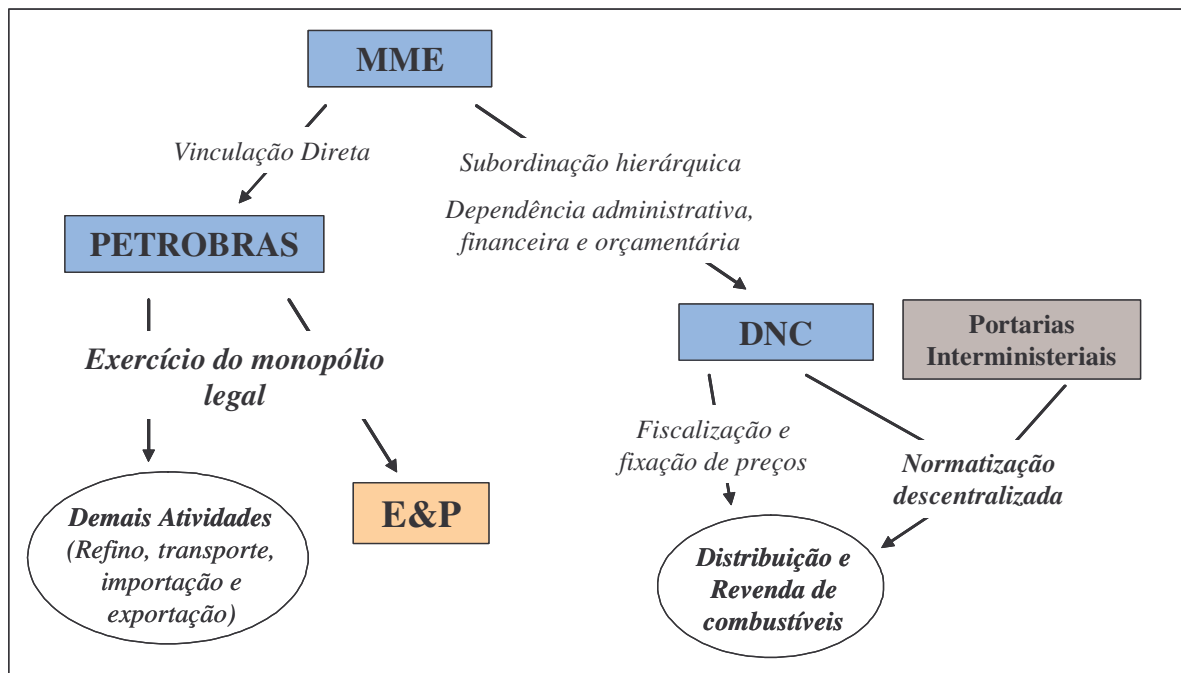 MME
Vinculação Direta
Subordinação hierárquica
Dependência administrativa,
financeira e orçamentária
PETROBRAS
DNC
Portarias
Interministeriais
Exercício do monopólio
legal
Fiscalização e
fixação de preços
Normatização
descentralizada
Demais Atividades
(Refino, transporte,
importação e
exportação)
E&P
Distribuição e
Revenda de
combustíveis